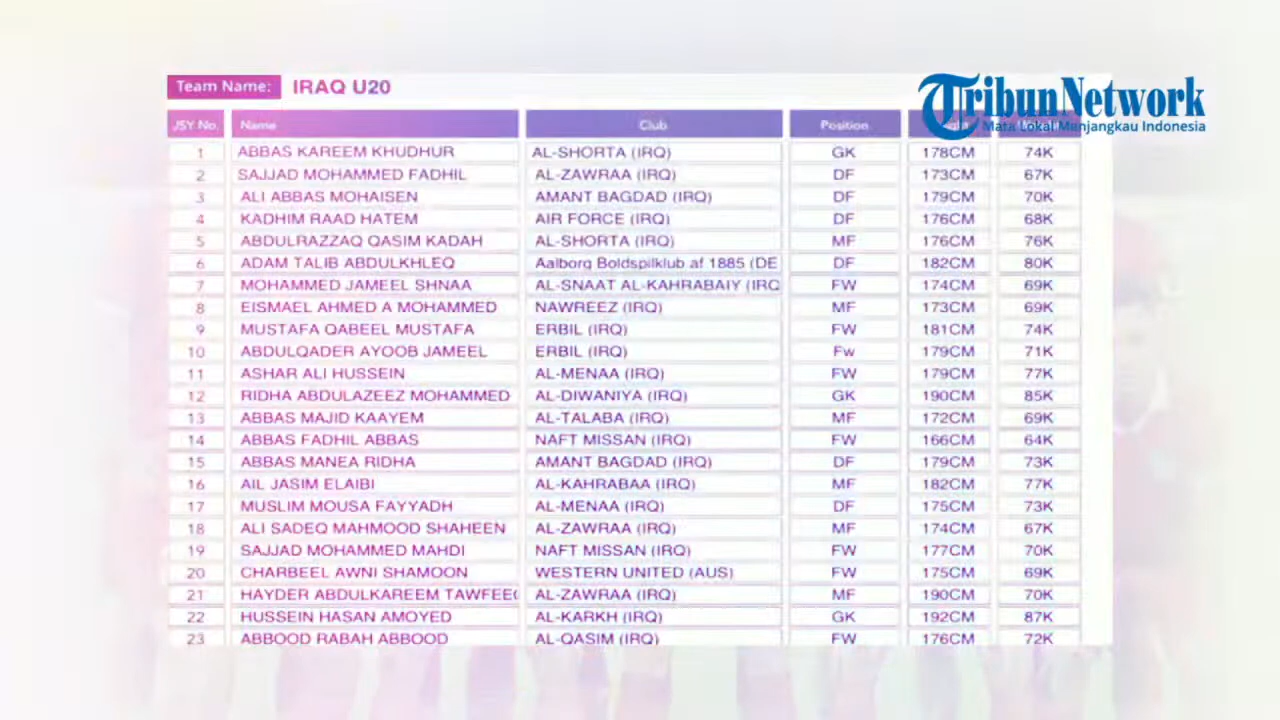 Team Name: IRAQ U20
Tribun Network
Mata Lokal Menjangkau Indonesia
JSY No. Name Club Position
1 ABBAS KAREEM KHUDHUR AL-SHORTA (IRQ) GK 178CM 74K
2 SAJJAD MOHAMMED FADHIL AL-ZAWRAA (IRQ) DF 173CM 67K
3 ALI ABBAS MOHAISEN AMANT BAGDAD (IRQ) DF 179CM 70K
4 KADHIM RAAD HATEM AIR FORCE (IRQ) DF 176CM 68K
5 ABDULRAZZAQ QASIM KADAH AL-SHORTA (IRQ) MF 176CM 76K
6 ADAM TALIB ABDULKHLEQ Aalborg Boldspilklub af 1885 (DE DF 182CM 80K
7 MOHAMMED JAMEEL SHNAA AL-SNAAT AL-KAHRABAIY (IRQ FW 174CM 69K
8 EISMAEL AHMED A MOHAMMED NAWREEZ (IRQ) MF 173CM 69K
9 MUSTAFA QABEEL MUSTAFA ERBIL (IRQ) FW 181CM 74K
10 ABDULQADER AYOOB JAMEEL ERBIL (IRQ) Fw 179CM 71K
11 ASHAR ALI HUSSEIN AL-MENAA (IRQ) FW 179CM 77K
12 RIDHA ABDULAZEEZ MOHAMMED AL-DIWANIYA (IRQ) GK 190CM 85K
13 ABBAS MAJID KAAYEM AL-TALABA (IRQ) MF 172CM 69K
14 ABBAS FADHIL ABBAS NAFT MISSAN (IRQ) FW 166CM 64K
15 ABBAS MANEA RIDHA AMANT BAGDAD (IRQ) DF 179CM 73K
16 AIL JASIM ELAIBI AL-KAHRABAA (IRQ) MF 182CM 77K
17 MUSLIM MOUSA FAYYADH AL-MENAA (IRQ) DF 175CM 73K
18 ALI SADEQ MAHMOOD SHAHEEN AL-ZAWRAA (IRQ) MF 174CM 67K
19 SAJJAD MOHAMMED MAHDI NAFT MISSAN (IRQ) FW 177CM 70K
20 CHARBEEL AWNI SHAMOON WESTERN UNITED (AUS) FW 175CM 69K
21 HAYDER ABDULKAREEM TAWFEEQ AL-ZAWRAA (IRQ) MF 190CM 70K
22 HUSSEIN HASAN AMOYED AL-KARKH (IRQ) GK 192CM 87K
23 ABBOOD RABAH ABBOOD AL-QASIM (IRQ) FW 176CM 72K